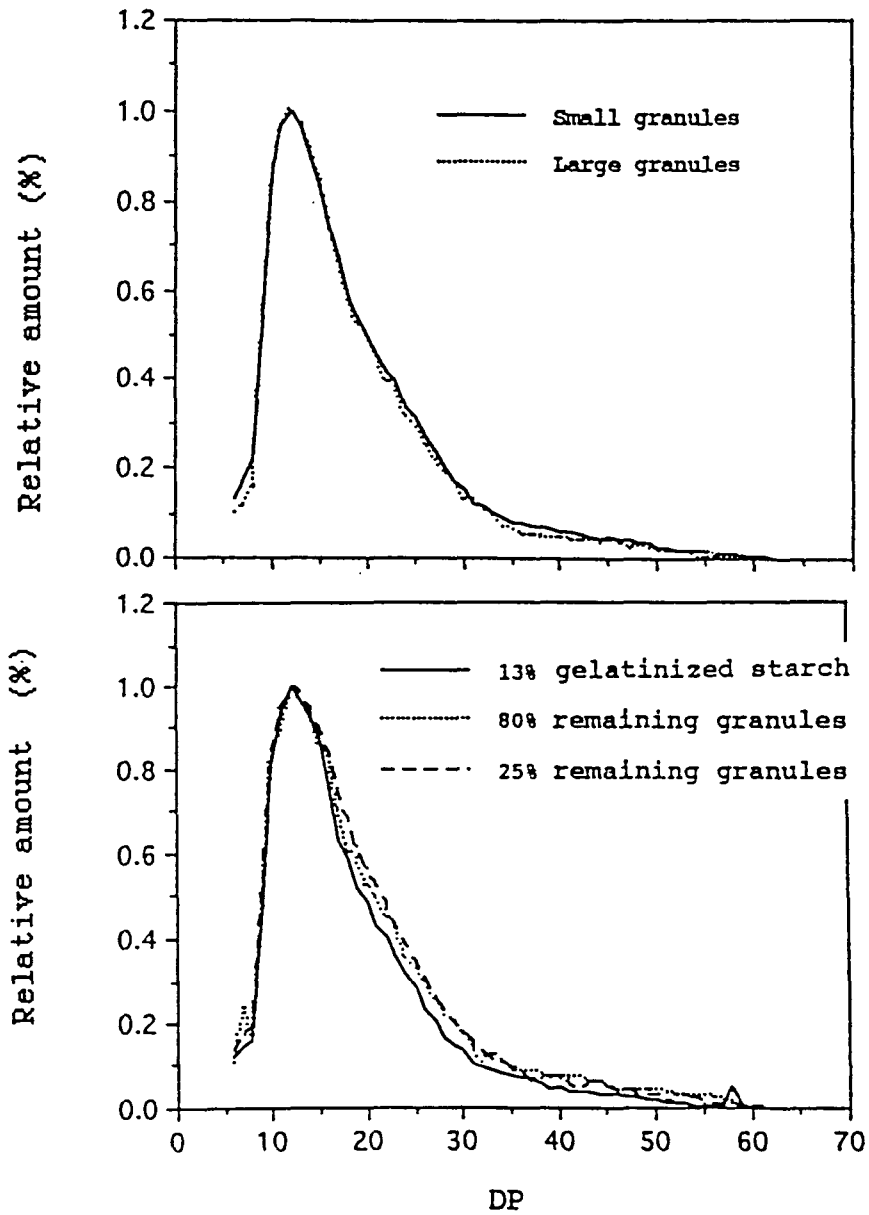 1.2
1.0
0.8
0.6
0.4
0.2
0.0
Relative amount (%)
Small granules
Large granules
1.2
1.0
0.8
0.6
0.4
0.2
0.0
Relative amount (%)
13% gelatinized starch
80% remaining granules
25% remaining granules
0 10 20 30 40 50 60 70
DP